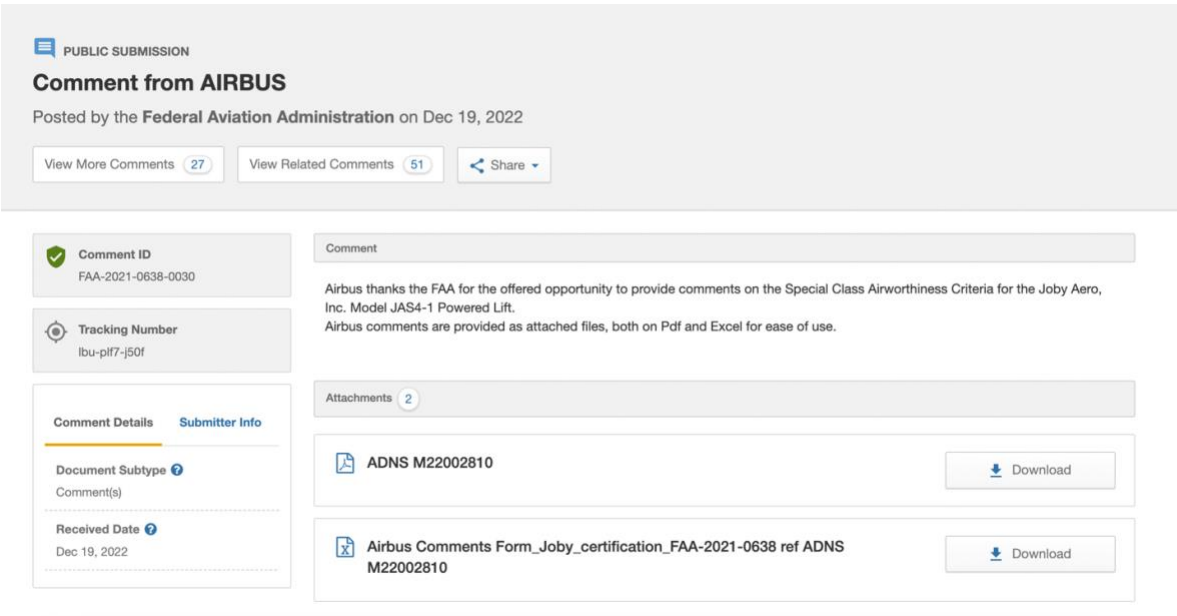 PUBLIC SUBMISSION
Comment from AIRBUS
Posted by the Federal Aviation Administration on Dec 19, 2022
View More Comments 27
View Related Comments 51
Share
Comment ID
FAA-2021-0638-0030
Tracking Number
lbu-plf7-j50f
Comment Details
Submitter Info
Document Subtype ?
Comment(s)
Received Date ?
Dec 19, 2022
Comment
Airbus thanks the FAA for the offered opportunity to provide comments on the Special Class Airworthiness Criteria for the Joby Aero,
Inc. Model JAS4-1 Powered Lift.
Airbus comments are provided as attached files, both on Pdf and Excel for ease of use.
Attachments 2
ADNS M22002810
Download
Airbus Comments Form_Joby_certification_FAA-2021-0638 ref ADNS
M22002810
Download